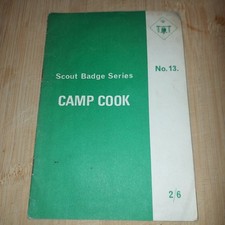 No.13.
Scout Badge Series
CAMP COOK
2/6